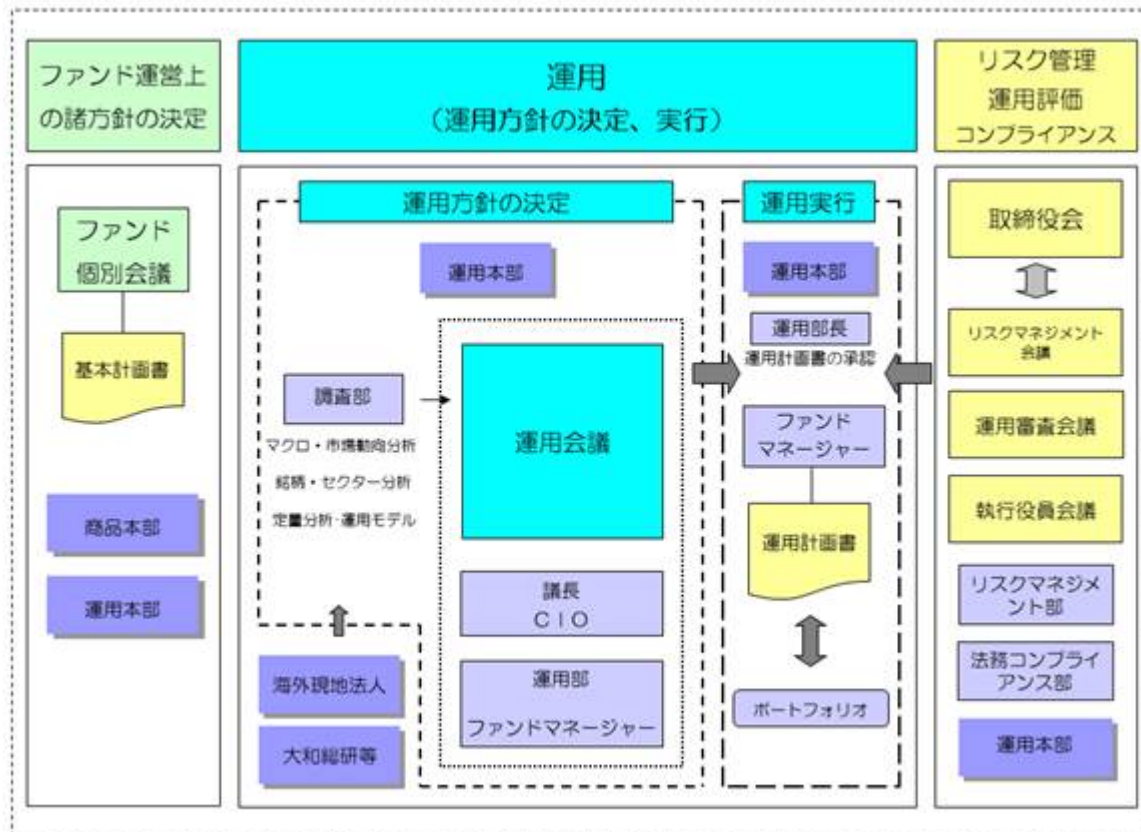 ファンド運営上
の諸方針の決定
運用
（運用方針の決定、実行）
リスク管理
運用評価
コンプライアンス
ファンド
個別会議
基本計画書
商品本部
運用本部
運用方針の決定
運用本部
調査部
マクロ・市場動向分析
銘柄・セクター分析
定量分析・運用モデル
運用会議
議長
ＣＩＯ
運用部
ファンドマネージャー
海外現地法人
大和総研等
運用実行
運用本部
運用部長
運用計画書の承認
ファンド
マネージャー
運用計画書
ポートフォリオ
取締役会
リスクマネジメント
会議
運用審査会議
執行役員会議
リスクマネジメ
ント部
法務コンプライ
アンス部
運用本部